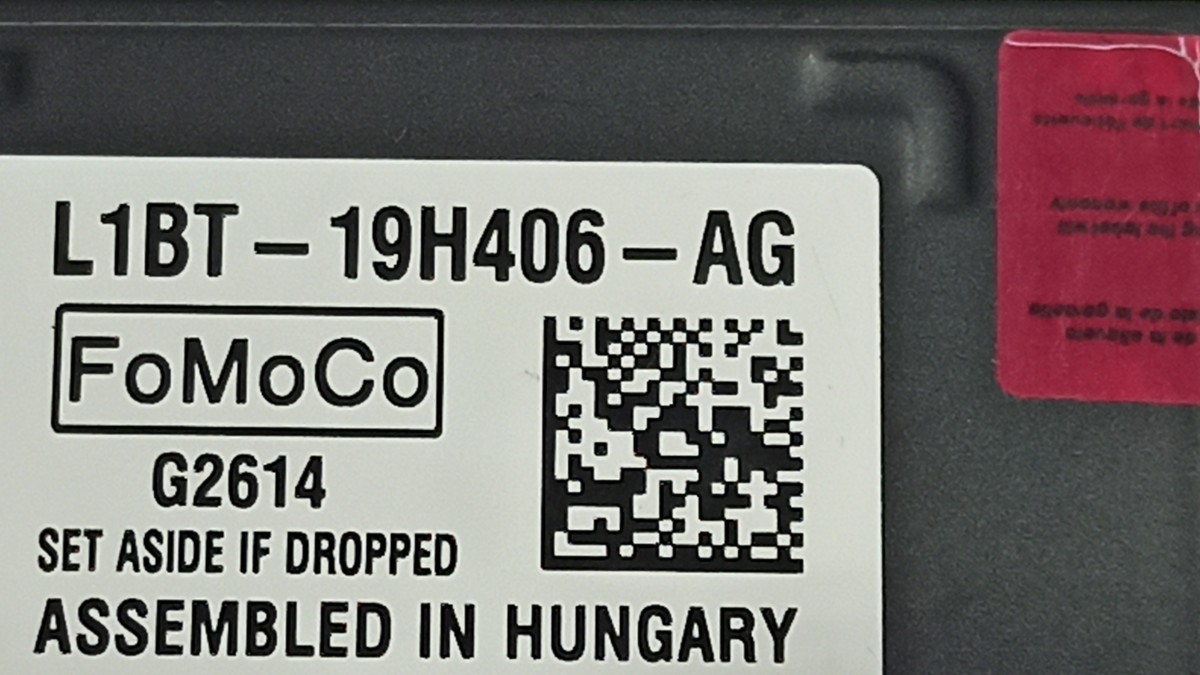 L1BT - 19H406 - AG
FoMoCo
G2614
SET ASIDE IF DROPPED
ASSEMBLED IN HUNGARY